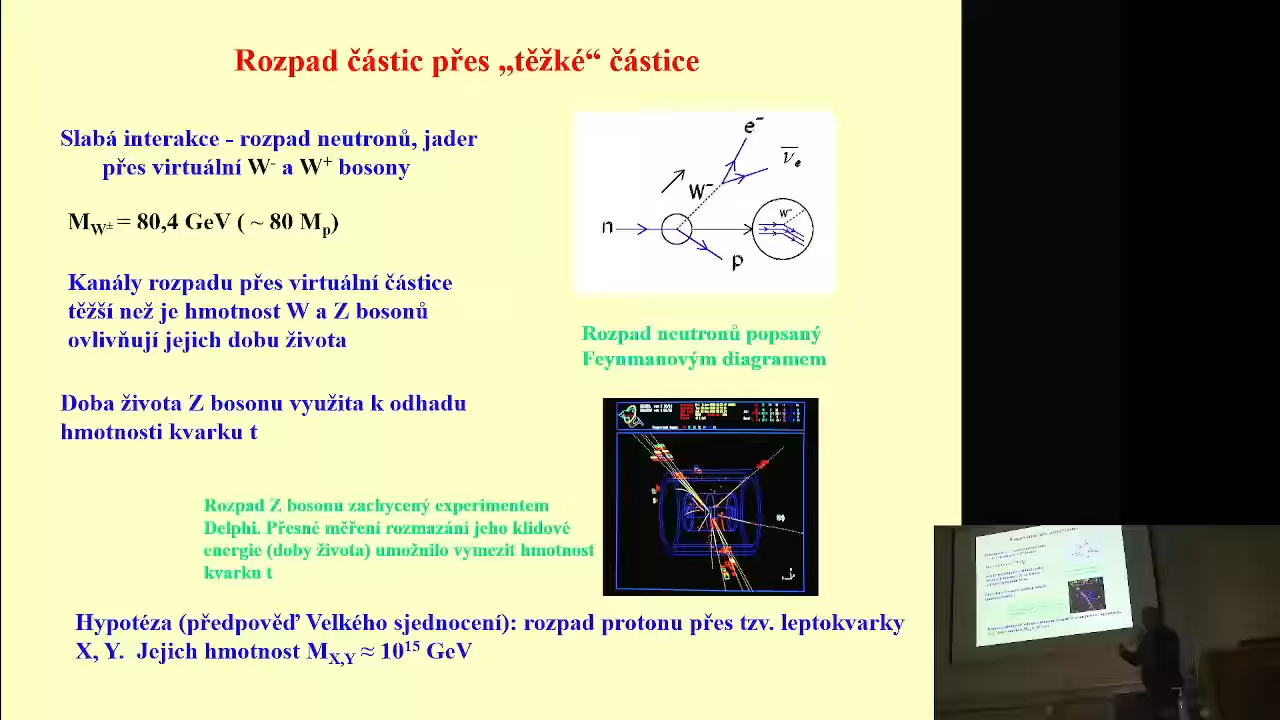 Rozpad částic přes „těžké“ částice
Slabá interakce - rozpad neutronů, jader
přes virtuální W- a W+ bosony
MW± = 80,4 GeV ( ~ 80 Mp)
Kanály rozpadu přes virtuální částice
těžší než je hmotnost W a Z bosonů
ovlivňují jejich dobu života
Doba života Z bosonu využita k odhadu
hmotnosti kvarku t
e−
ν̅e
W−
n
W−
p
Rozpad neutronů popsaný
Feynmanovým diagramem
Rozpad Z bosonu zachycený experimentem
Delphi. Přesné měření rozmazání jeho klidové
energie (doby života) umožnilo vymezit hmotnost
kvarku t
Hypotéza (předpověď Velkého sjednocení): rozpad protonu přes tzv. leptokvarky
X, Y. Jejich hmotnost MX,Y ≈ 10¹⁵ GeV